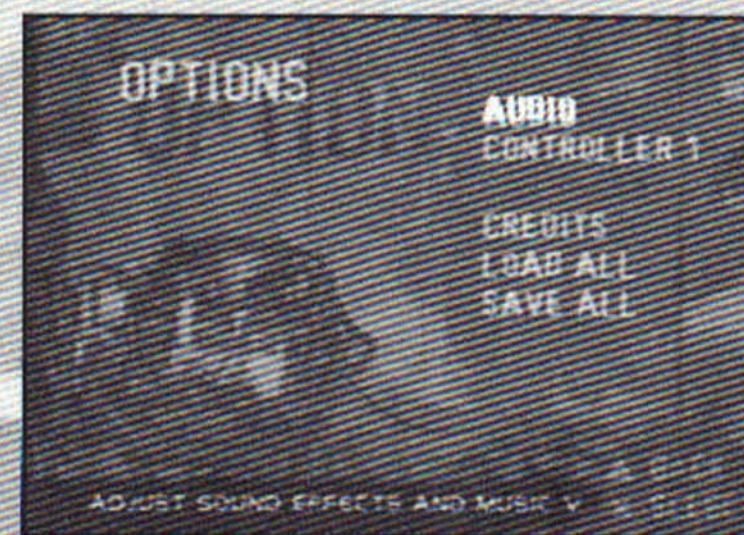 OPTIONS
AUDIO
CONTROLLER 1
CREDITS
LOAD ALL
SAVE ALL
ADJUST SOUND EFFECTS AND MUSIC V